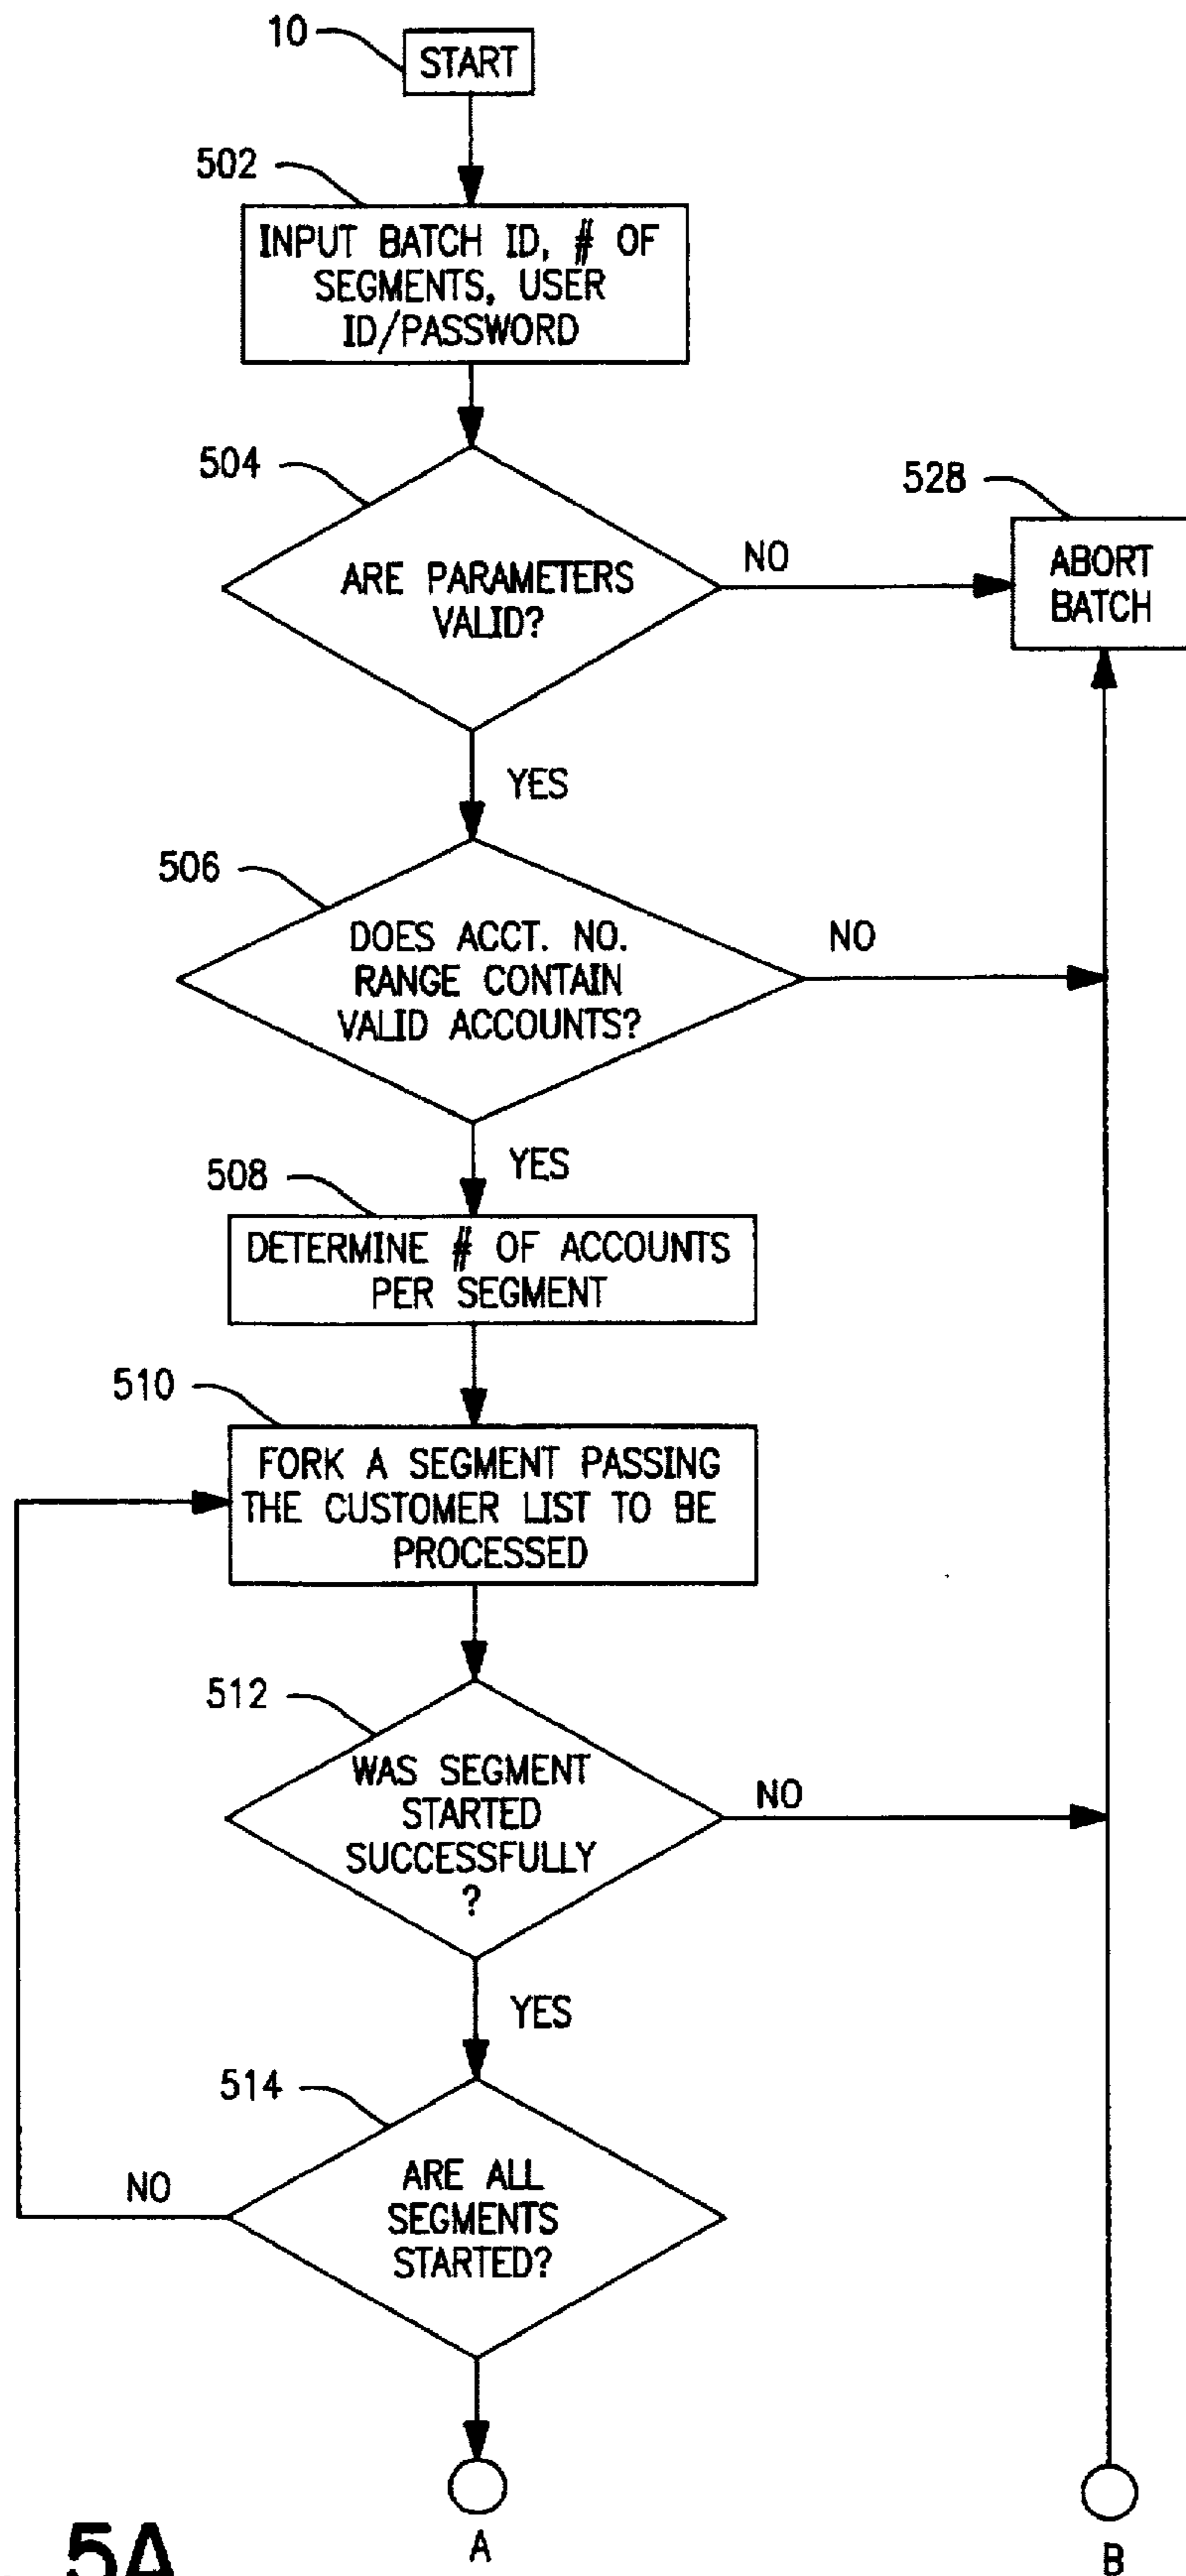 10
START
502
INPUT BATCH ID, # OF
SEGMENTS, USER
ID/PASSWORD
504
ARE PARAMETERS
VALID?
NO
528
ABORT
BATCH
YES
506
DOES ACCT. NO.
RANGE CONTAIN
VALID ACCOUNTS?
NO
YES
508
DETERMINE # OF ACCOUNTS
PER SEGMENT
510
FORK A SEGMENT PASSING
THE CUSTOMER LIST TO BE
PROCESSED
512
WAS SEGMENT
STARTED
SUCCESSFULLY
?
NO
YES
514
ARE ALL
SEGMENTS
STARTED?
NO
A
B
5A